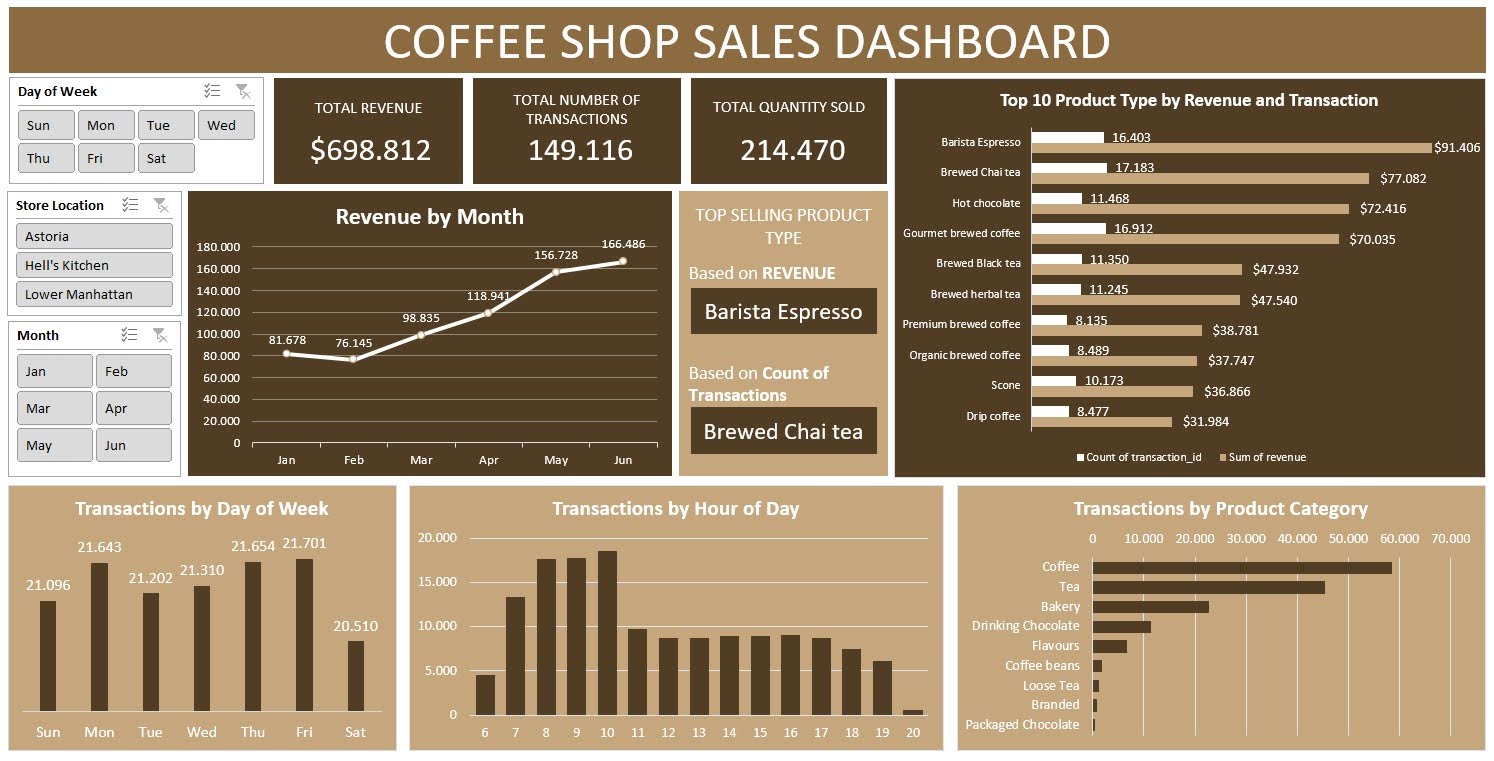 COFFEE SHOP SALES DASHBOARD
Day of Week
Sun Mon Tue Wed
Thu Fri Sat
TOTAL REVENUE
$698.812
TOTAL NUMBER OF
TRANSACTIONS
149.116
TOTAL QUANTITY SOLD
214.470
Store Location
Astoria
Hell's Kitchen
Lower Manhattan
Month
Jan Feb
Mar Apr
May Jun
Revenue by Month
180.000
160.000
140.000
120.000
100.000
80.000
60.000
40.000
20.000
0
81.678
76.145
98.835
118.941
156.728
166.486
Jan Feb Mar Apr May Jun
TOP SELLING PRODUCT
TYPE
Based on REVENUE
Barista Espresso
Based on Count of
Transactions
Brewed Chai tea
Top 10 Product Type by Revenue and Transaction
Barista Espresso 16.403 $91.406
Brewed Chai tea 17.183 $77.082
Hot chocolate 11.468 $72.416
Gourmet brewed coffee 16.912 $70.035
Brewed Black tea 11.350 $47.932
Brewed herbal tea 11.245 $47.540
Premium brewed coffee 8.135 $38.781
Organic brewed coffee 8.489 $37.747
Scone 10.173 $36.866
Drip coffee 8.477 $31.984
Count of transaction_id Sum of revenue
Transactions by Day of Week
21.096
21.643
21.202
21.310
21.654
21.701
20.510
Sun Mon Tue Wed Thu Fri Sat
Transactions by Hour of Day
20.000
15.000
10.000
5.000
0
6 7 8 9 10 11 12 13 14 15 16 17 18 19 20
Transactions by Product Category
0 10.000 20.000 30.000 40.000 50.000 60.000 70.000
Coffee
Tea
Bakery
Drinking Chocolate
Flavours
Coffee beans
Loose Tea
Branded
Packaged Chocolate